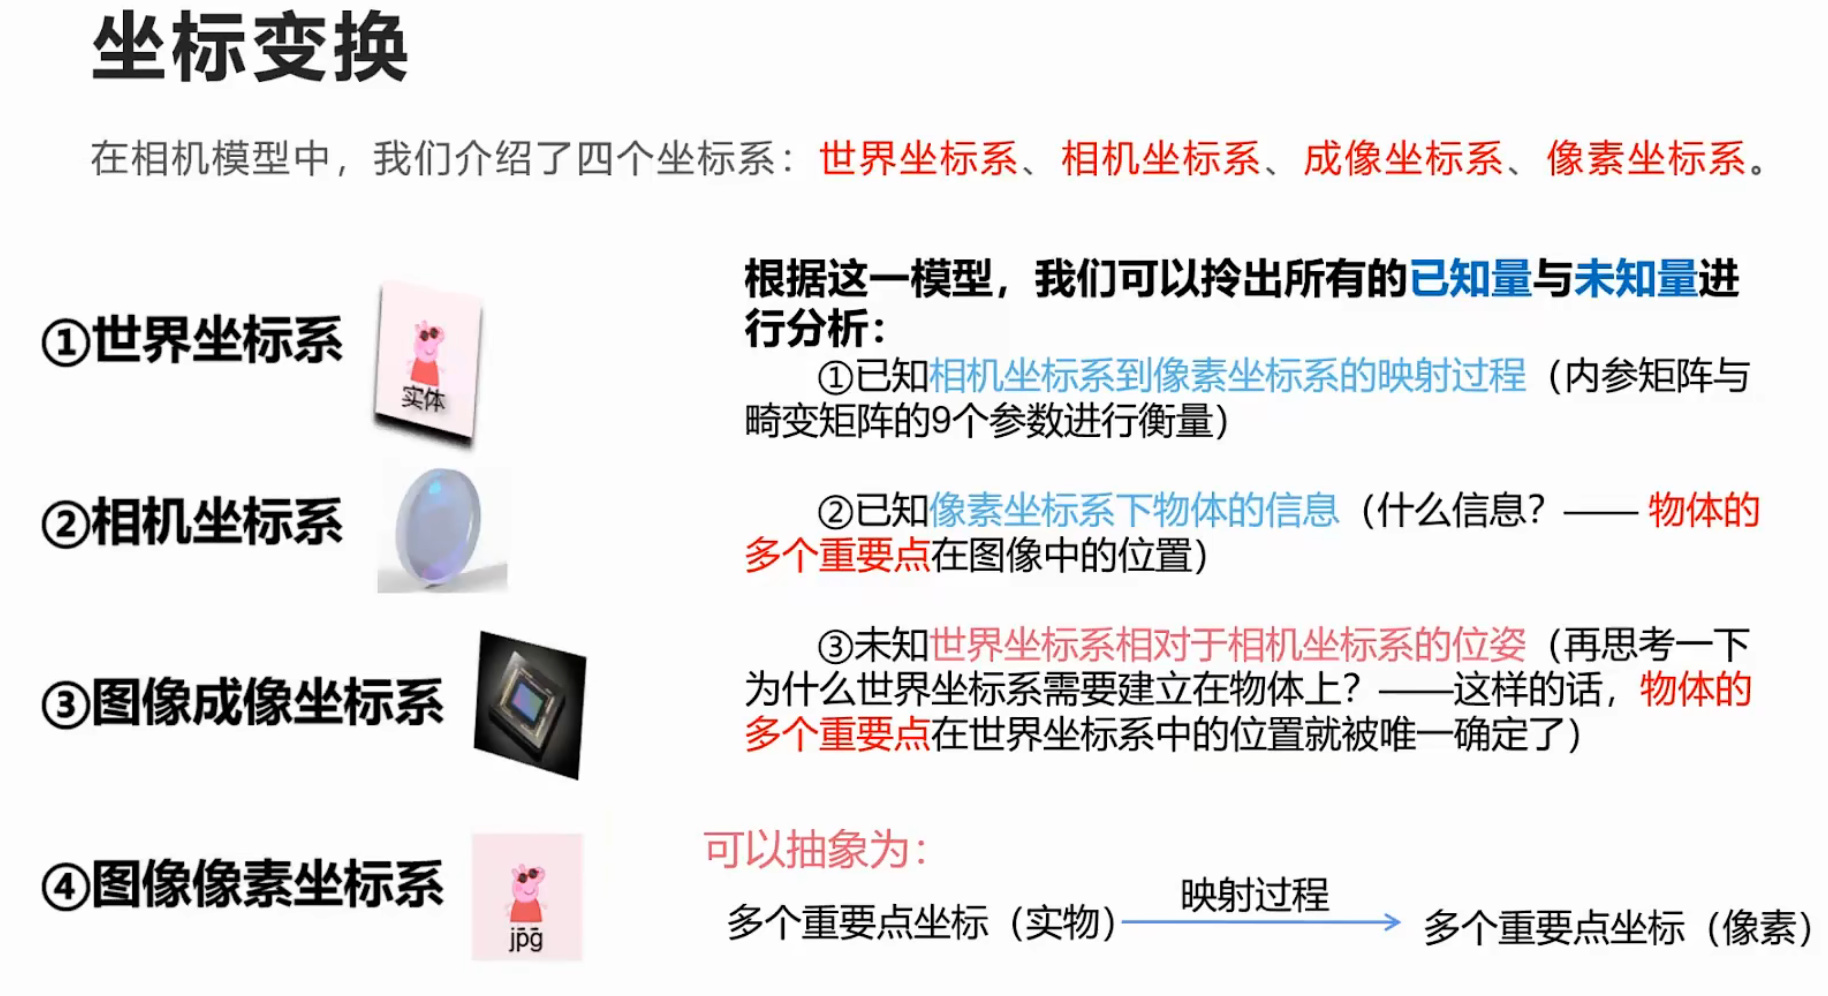 坐标变换
在相机模型中，我们介绍了四个坐标系：世界坐标系、相机坐标系、成像坐标系、像素坐标系。
①世界坐标系
实体
②相机坐标系
③图像成像坐标系
④图像像素坐标系
jpg
根据这一模型，我们可以拎出所有的已知量与未知量进
行分析：
①已知相机坐标系到像素坐标系的映射过程（内参矩阵与
畸变矩阵的9个参数进行衡量）
②已知像素坐标系下物体的信息（什么信息？—— 物体的
多个重要点在图像中的位置）
③未知世界坐标系相对于相机坐标系的位姿（再思考一下
为什么世界坐标系需要建立在物体上？——这样的话，物体的
多个重要点在世界坐标系中的位置就被唯一确定了）
可以抽象为：
多个重要点坐标（实物）
映射过程
多个重要点坐标（像素）